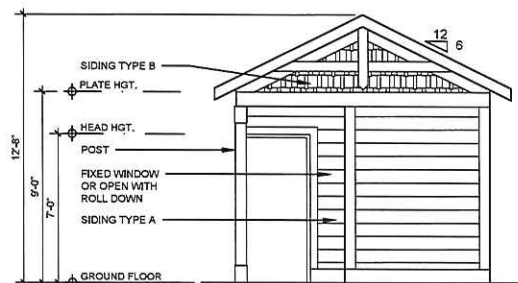 12
6
SIDING TYPE B
PLATE HGT.
HEAD HGT.
POST
FIXED WINDOW
OR OPEN WITH
ROLL DOWN
SIDING TYPE A
GROUND FLOOR
12'-8"
9'-0"
7'-0"